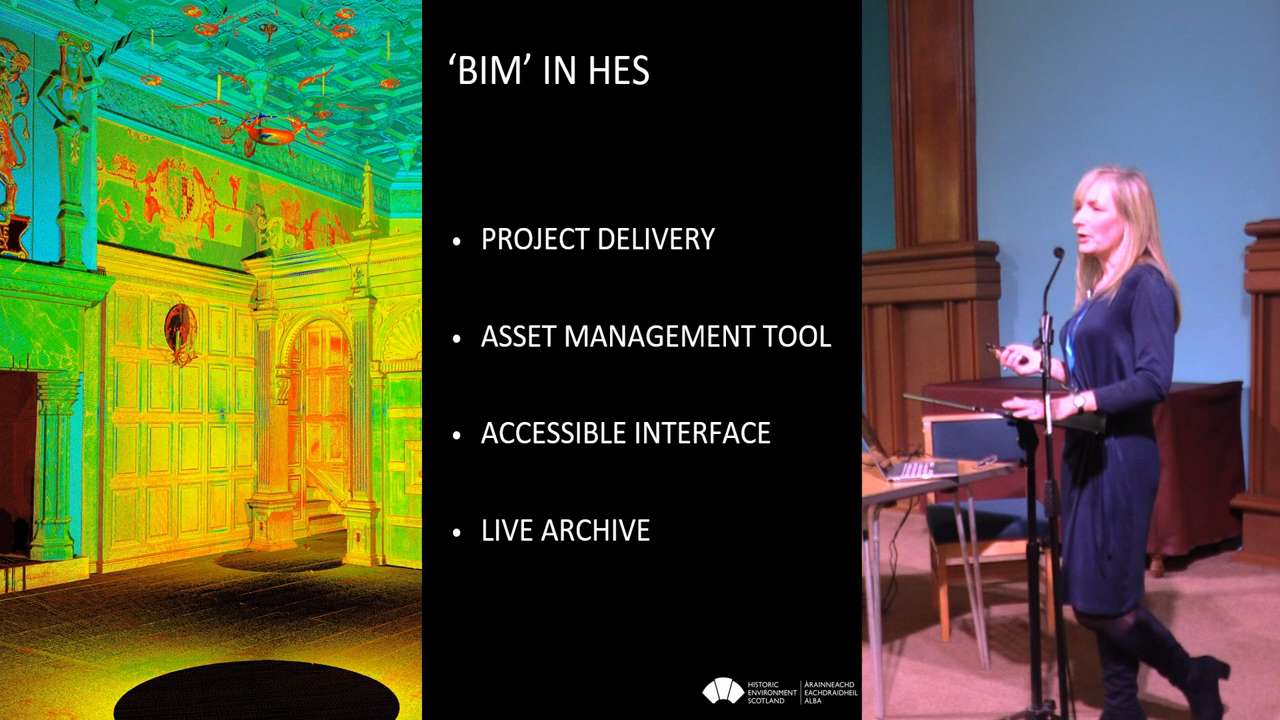 ‘BIM’ IN HES
• PROJECT DELIVERY
• ASSET MANAGEMENT TOOL
• ACCESSIBLE INTERFACE
• LIVE ARCHIVE
HISTORIC
ENVIRONMENT
SCOTLAND
ÀRAINNEACHD
EACHDRAIDHEIL
ALBA